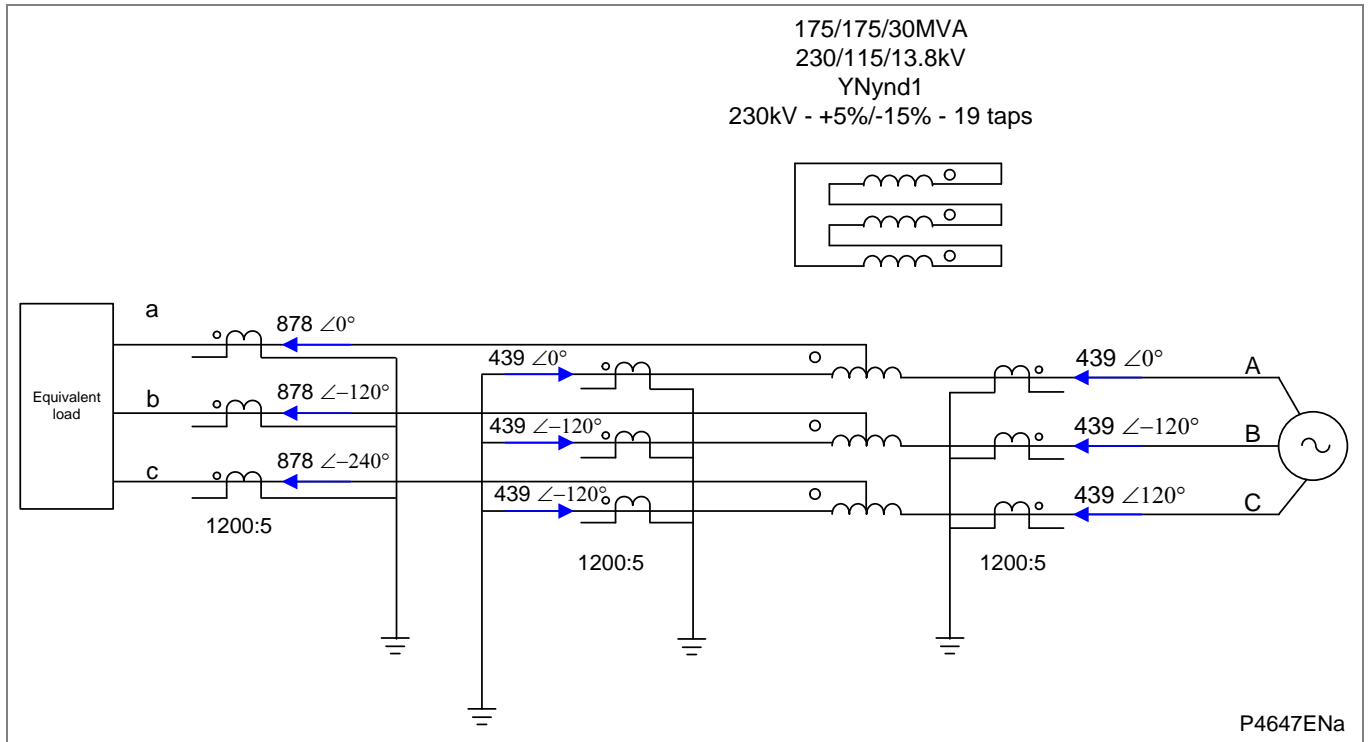 175/175/30MVA
230/115/13.8kV
YNynd1
230kV - +5%/-15% - 19 taps
a
878 ∠0°
439 ∠0°
439 ∠0°
A
Equivalent
load
b
878 ∠−120°
439 ∠−120°
439 ∠−120°
B
c
878 ∠−240°
439 ∠−120°
439 ∠120°
C
1200:5
1200:5
1200:5
P4647ENa